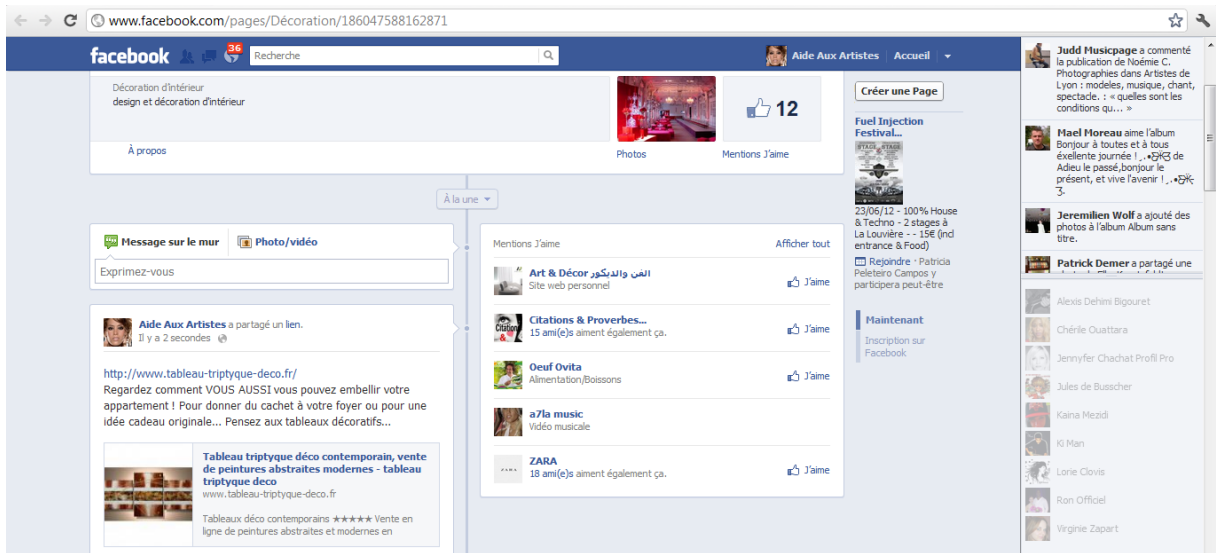 www.facebook.com/pages/Décoration/186047588162871
facebook
36
Recherche
Aide Aux Artistes
Accueil
Décoration d'intérieur
design et décoration d'intérieur
À propos
Photos
12
Mentions J'aime
À la une
Message sur le mur
Photo/vidéo
Exprimez-vous
Aide Aux Artistes a partagé un lien.
Il y a 2 secondes
http://www.tableau-triptyque-deco.fr/
Regardez comment VOUS AUSSI vous pouvez embellir votre
appartement ! Pour donner du cachet à votre foyer ou pour une
idée cadeau originale... Pensez aux tableaux décoratifs...
Tableau triptyque déco contemporain, vente
de peintures abstraites modernes - tableau
triptyque deco
www.tableau-triptyque-deco.fr
Tableaux déco contemporains ★★★★★ Vente en
ligne de peintures abstraites et modernes en
Mentions J'aime
Afficher tout
Art & Décor الفن والديكور
Site web personnel
J'aime
Citation
&
Citations & Proverbes...
15 ami(e)s aiment également ça.
J'aime
Oeuf Ovita
Alimentation/Boissons
J'aime
a7la music
Vidéo musicale
ZARA
ZARA
18 ami(e)s aiment également ça.
J'aime
Créer une Page
Fuel Injection
Festival...
STAGE STAGE
23/06/12 - 100% House
& Techno - 2 stages à
La Louvière - - 15€ (incl
entrance & Food)
Rejoindre · Patricia
Peleteiro Campos y
participera peut-être
Maintenant
Inscription sur
Facebook
Judd Musicpage a commenté
la publication de Noémie C.
Photographies dans Artistes de
Lyon : modeles, musique, chant,
spectacle. : « quelles sont les
conditions qu... »
Mael Moreau aime l'album
Bonjour à toutes et à tous
éxellente journée !
de
Adieu le passé,bonjour le
présent, et vive l'avenir !
Jeremilien Wolf a ajouté des
photos à l'album Album sans
titre.
Patrick Demer a partagé une
Alexis Dehimi Bigouret
Chérile Ouattara
Jennyfer Chachat Profil Pro
Jules de Busscher
Kaina Mezidi
Ki Man
Lorie Clovis
Ron Officiel
Virginie Zapart